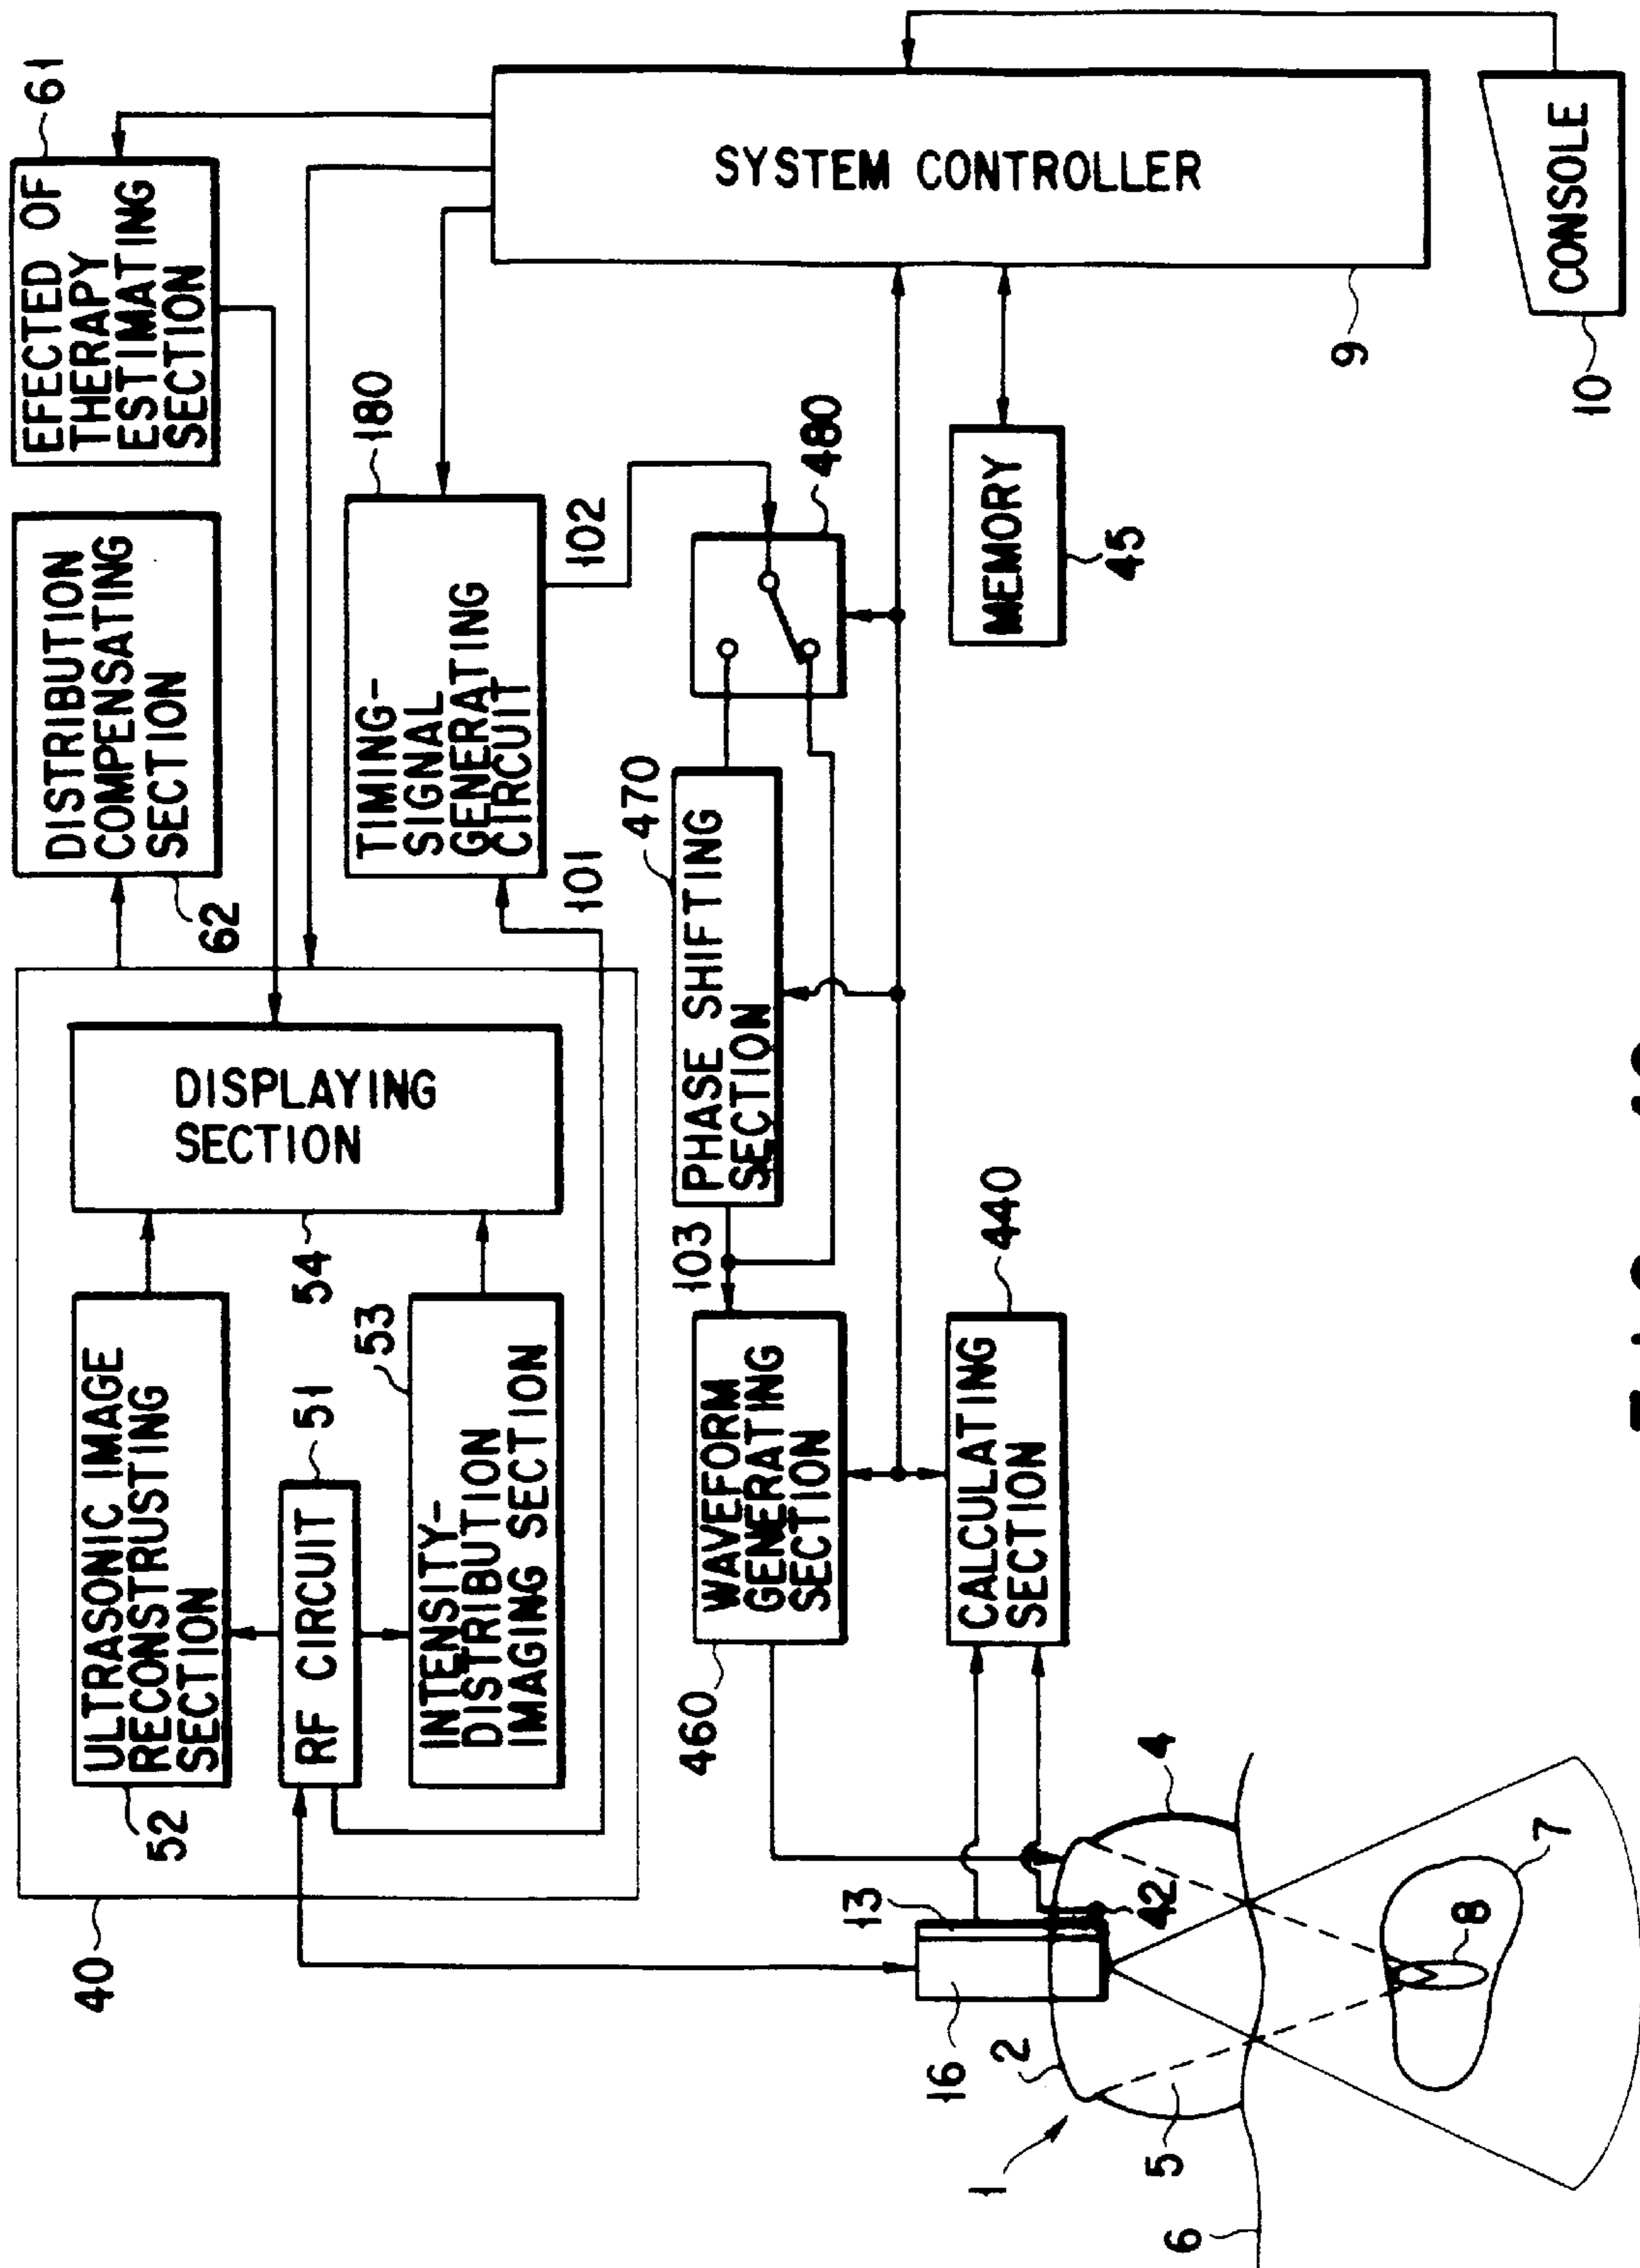 EFFECTED OF
THERAPY
ESTIMATING
SECTION
61
DISTRIBUTION
COMPENSATING
SECTION
62
DISPLAYING
SECTION
54
ULTRASONIC IMAGE
RECONSTRUSTING
SECTION
52
RF CIRCUIT
51
INTENSITY-
DISTRIBUTION
IMAGING SECTION
53
40
TIMING-
SIGNAL
GENERATING
CIRCUIT
180
101
102
480
PHASE SHIFTING
SECTION
470
103
WAVEFORM
GENERATING
SECTION
460
CALCULATING
SECTION
440
MEMORY
45
SYSTEM CONTROLLER
9
CONSOLE
10
13
16
42
1
2
4
5
6
7
8